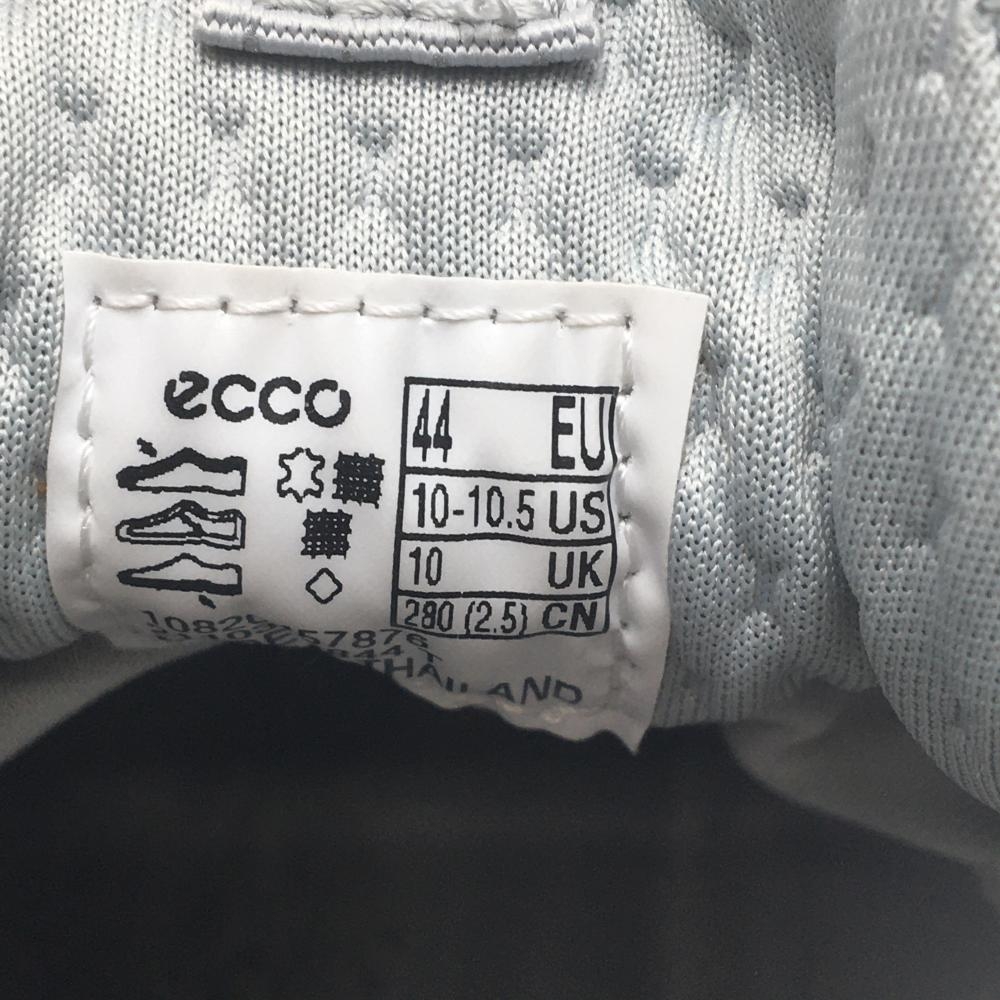 ecco
44 EU
10-10.5 US
10 UK
280 (2.5) CN
THAILAND